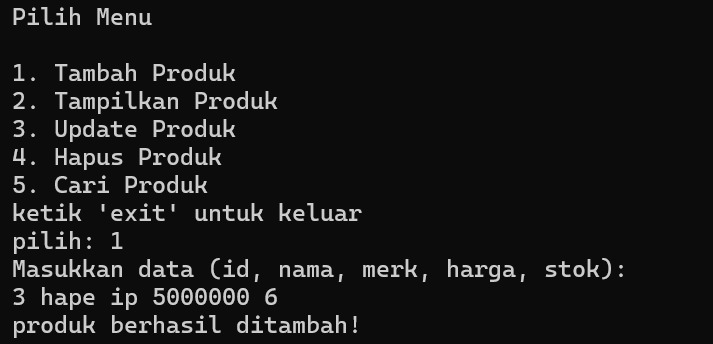 Pilih Menu
1. Tambah Produk
2. Tampilkan Produk
3. Update Produk
4. Hapus Produk
5. Cari Produk
ketik 'exit' untuk keluar
pilih: 1
Masukkan data (id, nama, merk, harga, stok):
3 hape ip 5000000 6
produk berhasil ditambah!